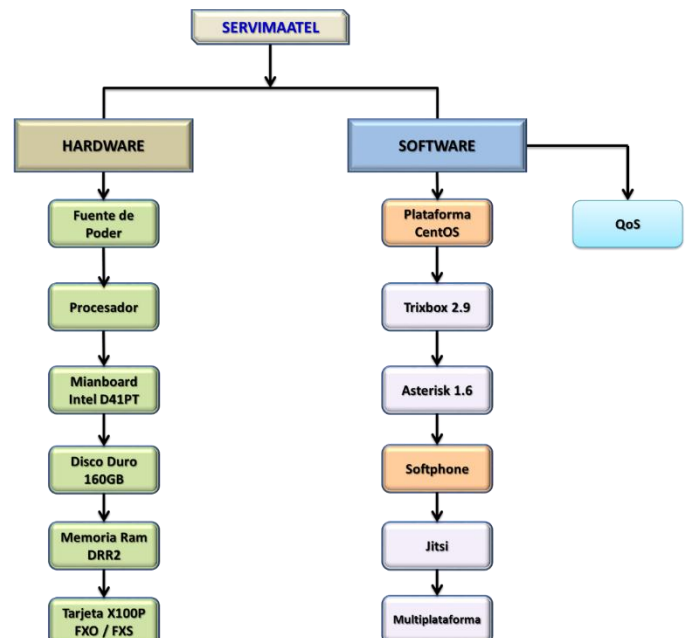 SERVIMAATEL
HARDWARE
Fuente de
Poder
Procesador
Mianboard
Intel D41PT
Disco Duro
160GB
Memoria Ram
DRR2
Tarjeta X100P
FXO / FXS
SOFTWARE
Plataforma
CentOS
Trixbox 2.9
Asterisk 1.6
Softphone
Jitsi
Multiplataforma
QoS